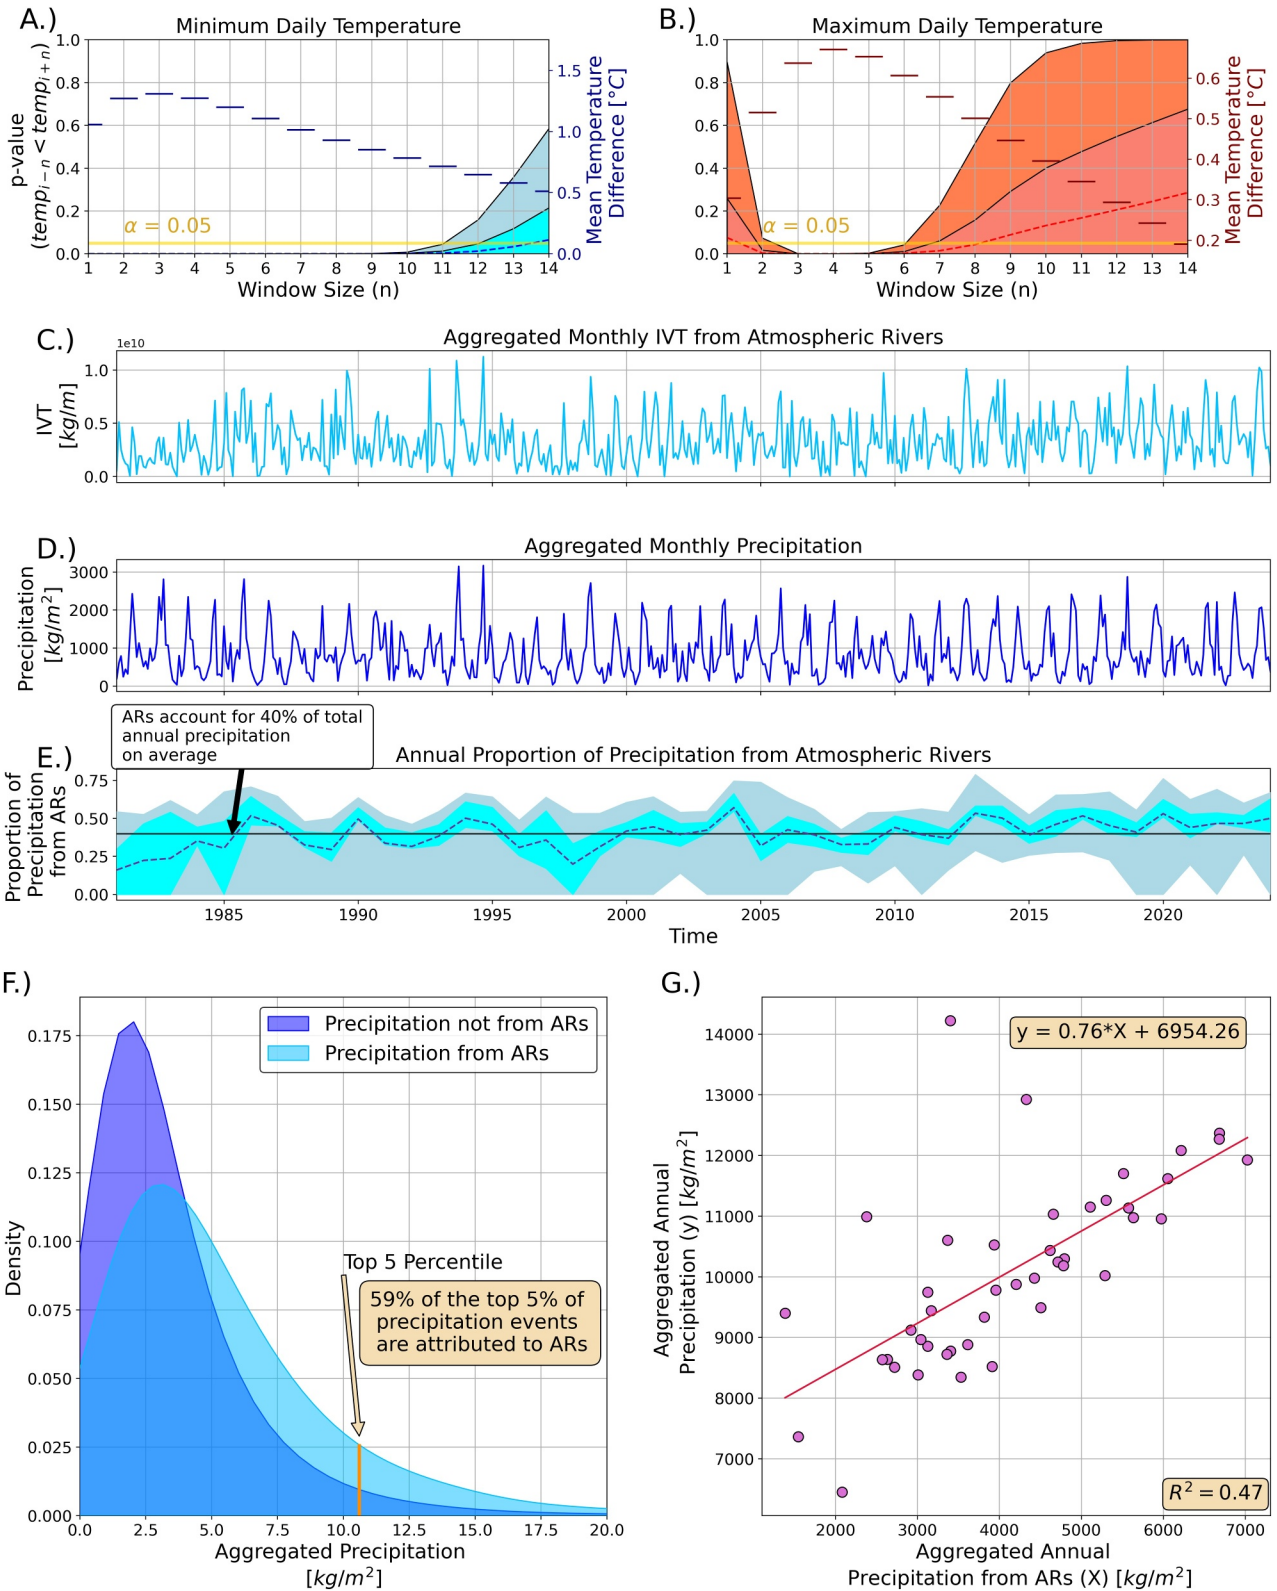 A.)
Minimum Daily Temperature
p-value
(temp_{i−n} < temp_{i+n})
1.0
0.8
0.6
0.4
0.2
0.0
α = 0.05
1 2 3 4 5 6 7 8 9 10 11 12 13 14
Window Size (n)
1.5
1.0
0.5
0.0
Mean Temperature
Difference [°C]
B.)
Maximum Daily Temperature
1.0
0.8
0.6
0.4
0.2
0.0
α = 0.05
1 2 3 4 5 6 7 8 9 10 11 12 13 14
Window Size (n)
0.6
0.5
0.4
0.3
0.2
Mean Temperature
Difference [°C]
C.)
Aggregated Monthly IVT from Atmospheric Rivers
1e10
IVT
[kg/m]
1.0
0.5
0.0
D.)
Aggregated Monthly Precipitation
Precipitation
[kg/m²]
3000
2000
1000
0
ARs account for 40% of total
annual precipitation
on average
E.)
Annual Proportion of Precipitation from Atmospheric Rivers
Proportion of
Precipitation
from ARs
0.75
0.50
0.25
0.00
1985 1990 1995 2000 2005 2010 2015 2020
Time
F.)
Density
0.175
0.150
0.125
0.100
0.075
0.050
0.025
0.000
Precipitation not from ARs
Precipitation from ARs
Top 5 Percentile
59% of the top 5% of
precipitation events
are attributed to ARs
0.0 2.5 5.0 7.5 10.0 12.5 15.0 17.5 20.0
Aggregated Precipitation
[kg/m²]
G.)
Aggregated Annual
Precipitation (y) [kg/m²]
14000
13000
12000
11000
10000
9000
8000
7000
y = 0.76*X + 6954.26
R² = 0.47
2000 3000 4000 5000 6000 7000
Aggregated Annual
Precipitation from ARs (X) [kg/m²]